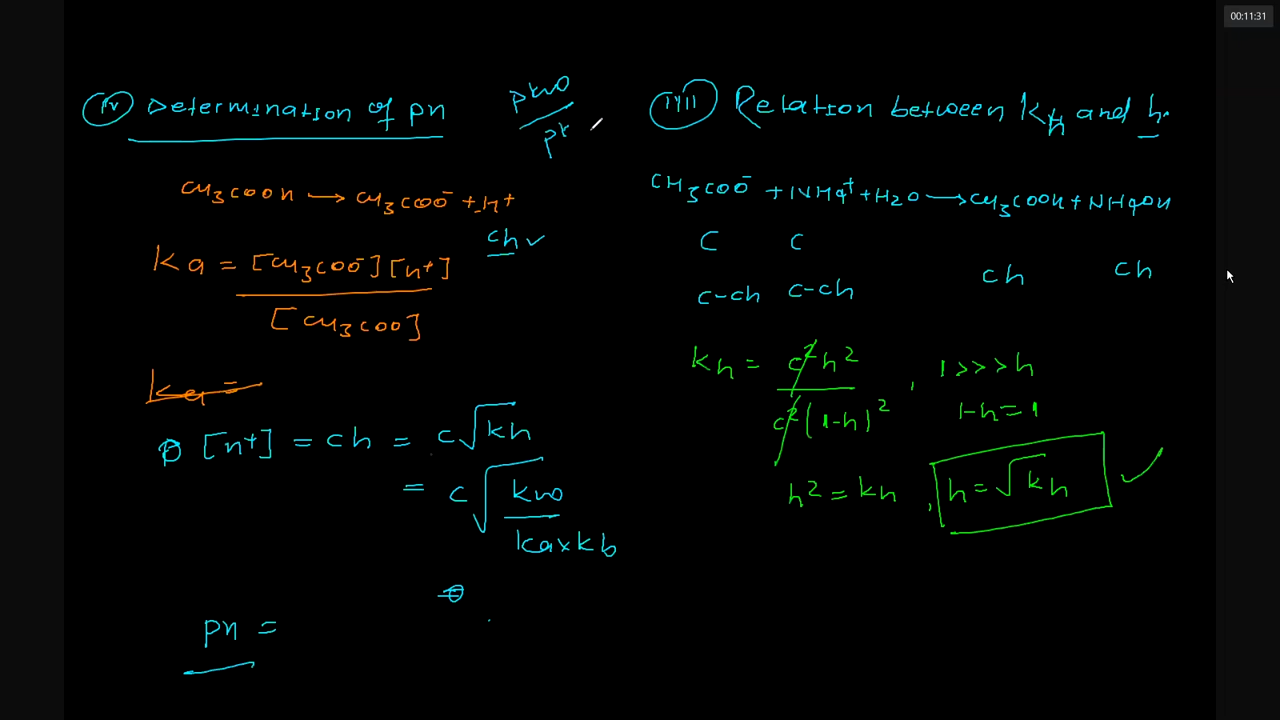 00:11:31
(iv) Determination of pH
pKw
pK
CH3COOH → CH3COO⁻ + H⁺
ch ✓
Ka = [CH3COO⁻][H⁺]
[CH3COO]
Ka =
[H⁺] = ch = c√Kh
= c√Kw
Ka×Kb
pH =
(iii) Relation between Kh and h.
CH3COO⁻ + NH4⁺ + H2O → CH3COOH + NH4OH
C C
c-ch c-ch ch ch
Kh = c²h² , 1>>>h
c²(1-h)² 1-h=1
h² = Kh , h = √Kh ✓